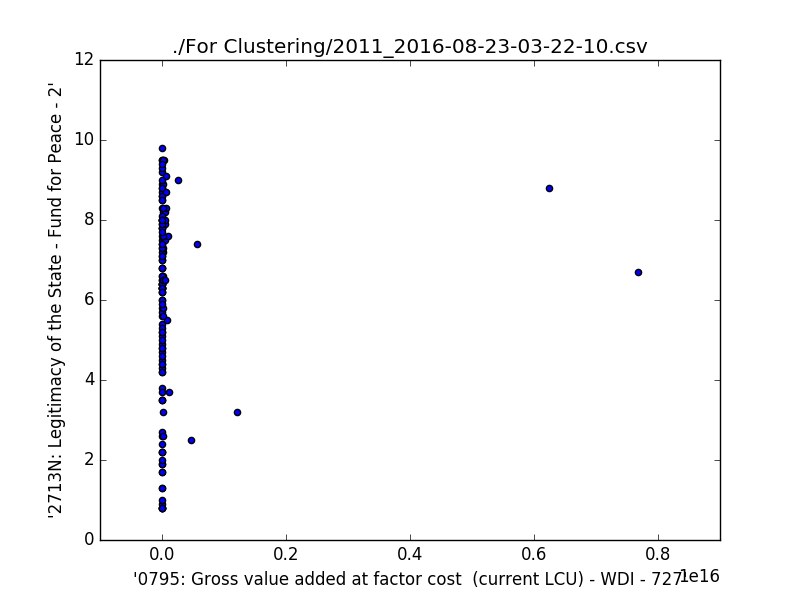 ./For Clustering/2011_2016-08-23-03-22-10.csv
12
10
8
6
4
2
0
'2713N: Legitimacy of the State - Fund for Peace - 2'
0.0 0.2 0.4 0.6 0.8
1e16
'0795: Gross value added at factor cost (current LCU) - WDI - 727